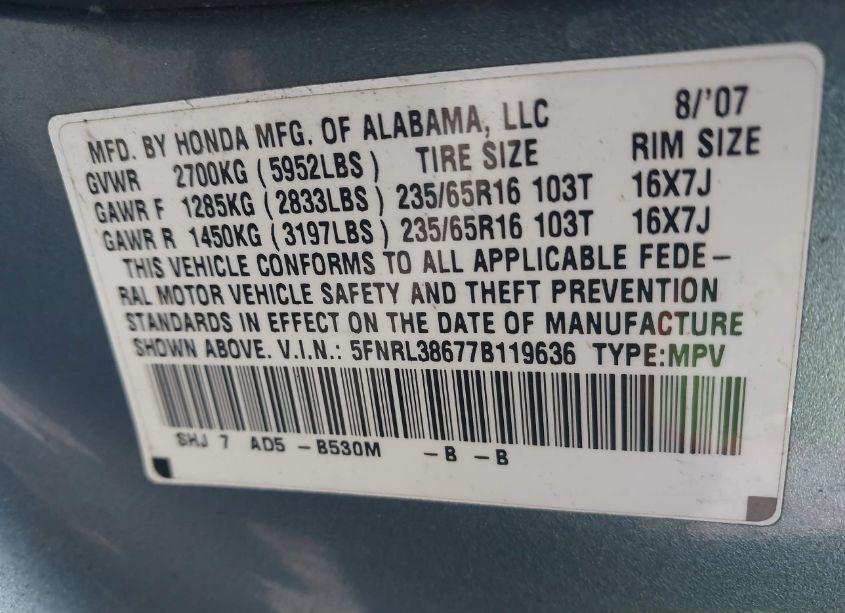 MFD. BY HONDA MFG. OF ALABAMA, LLC 8/'07
GVWR 2700KG (5952LBS) TIRE SIZE RIM SIZE
GAWR F 1285KG (2833LBS) 235/65R16 103T 16X7J
GAWR R 1450KG (3197LBS) 235/65R16 103T 16X7J
THIS VEHICLE CONFORMS TO ALL APPLICABLE FEDE-
RAL MOTOR VEHICLE SAFETY AND THEFT PREVENTION
STANDARDS IN EFFECT ON THE DATE OF MANUFACTURE
SHOWN ABOVE. V.I.N.: 5FNRL38677B119636 TYPE:MPV
SHJ 7 AD5 -B530M -B -B